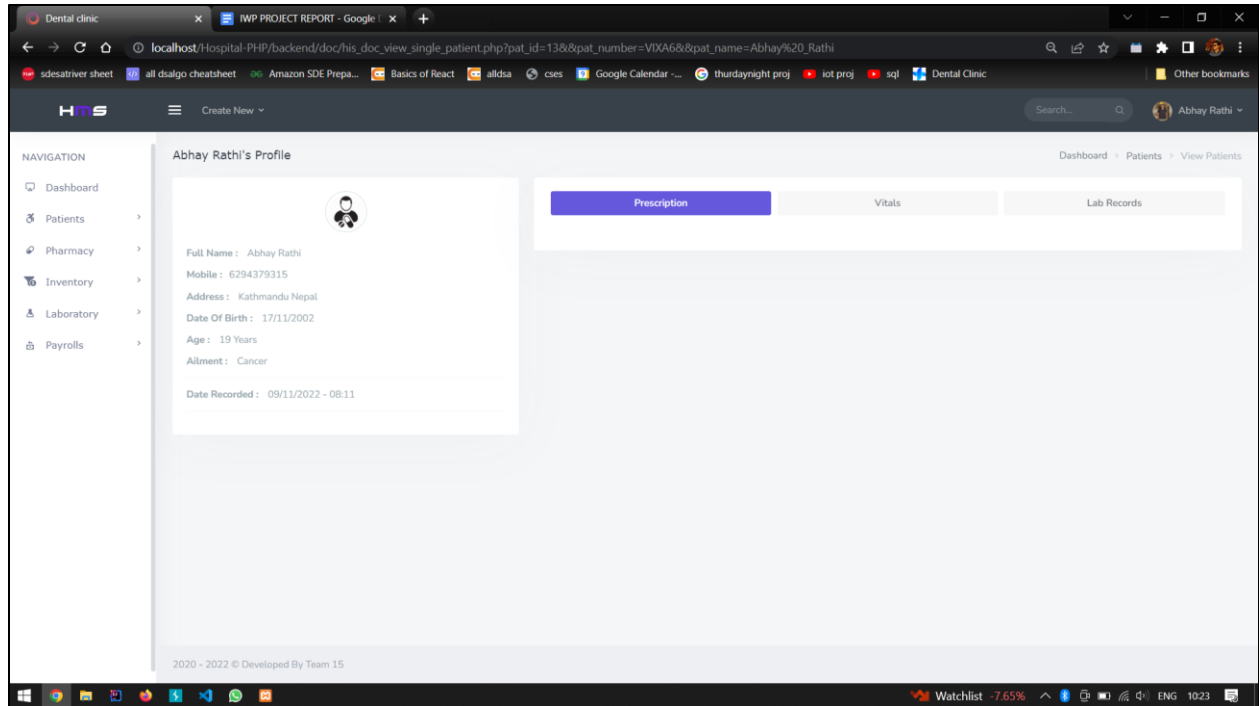 Dental clinic
IWP PROJECT REPORT - Google
localhost/Hospital-PHP/backend/doc/his_doc_view_single_patient.php?pat_id=13&&pat_number=VIXA6&&pat_name=Abhay%20_Rathi
sdesatriver sheet all dsalgo cheatsheet Amazon SDE Prepa... Basics of React alldsa cses Google Calendar -... thurdaynight proj iot proj sql Dental Clinic Other bookmarks
HMS Create New Search... Abhay Rathi
NAVIGATION
Dashboard
Patients
Pharmacy
Inventory
Laboratory
Payrolls
Abhay Rathi's Profile
Dashboard > Patients > View Patients
Full Name : Abhay Rathi
Mobile : 6294379315
Address : Kathmandu Nepal
Date Of Birth : 17/11/2002
Age : 19 Years
Ailment : Cancer
Date Recorded : 09/11/2022 - 08:11
Prescription Vitals Lab Records
2020 - 2022 © Developed By Team 15
Watchlist -7.65% ENG 10:23